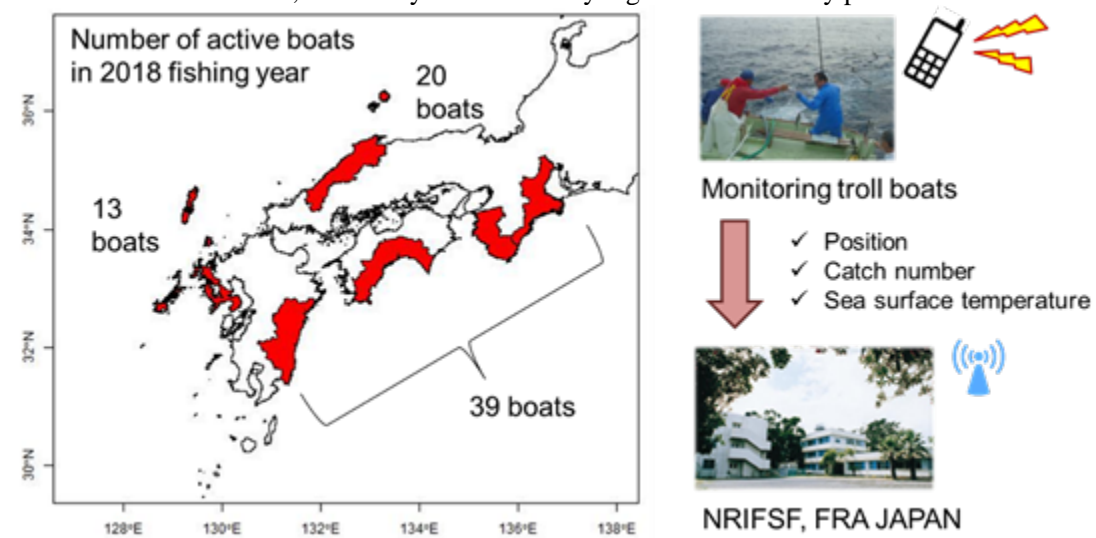 Number of active boats
in 2018 fishing year
20
boats
13
boats
39 boats
36°N
34°N
32°N
30°N
128°E
130°E
132°E
134°E
136°E
138°E
Monitoring troll boats
✓ Position
✓ Catch number
✓ Sea surface temperature
NRIFSF, FRA JAPAN